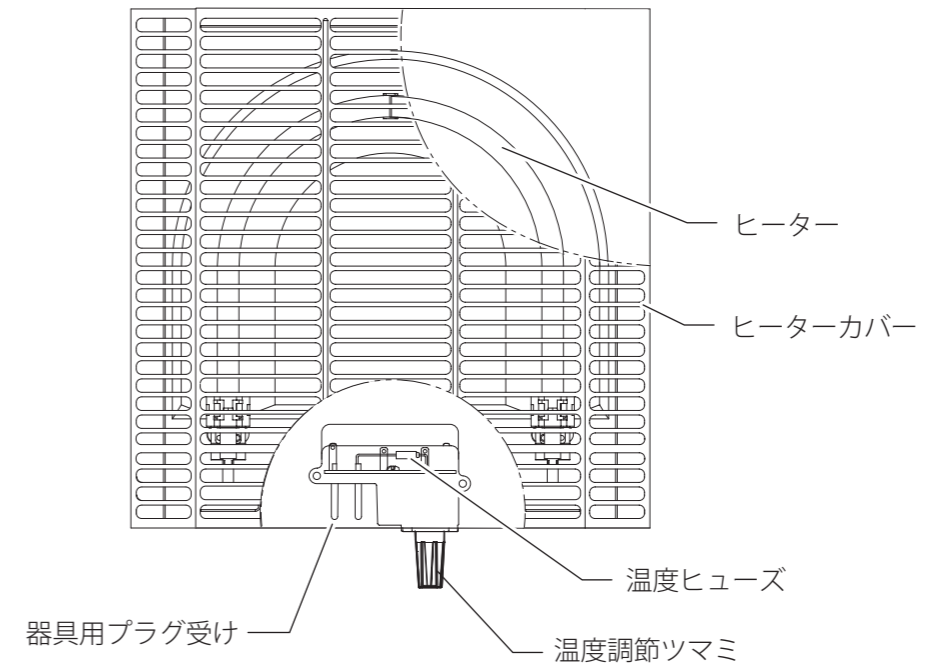 ヒーター
ヒーターカバー
温度ヒューズ
器具用プラグ受け
温度調節ツマミ